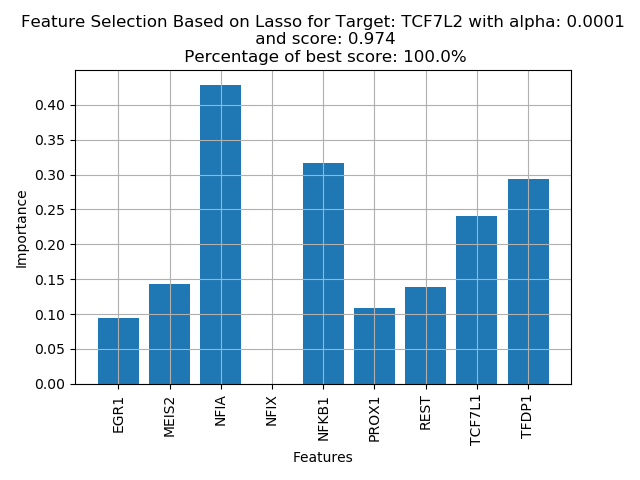 Feature Selection Based on Lasso for Target: TCF7L2 with alpha: 0.0001
and score: 0.974
Percentage of best score: 100.0%
0.40
0.35
0.30
0.25
0.20
0.15
0.10
0.05
0.00
Importance
EGR1
MEIS2
NFIA
NFIX
NFKB1
PROX1
REST
TCF7L1
TFDP1
Features